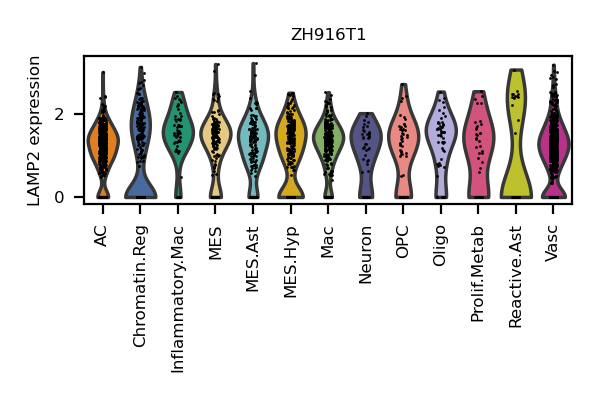 ZH916T1
LAMP2 expression
2
0
AC
Chromatin.Reg
Inflammatory.Mac
MES
MES.Ast
MES.Hyp
Mac
Neuron
OPC
Oligo
Prolif.Metab
Reactive.Ast
Vasc